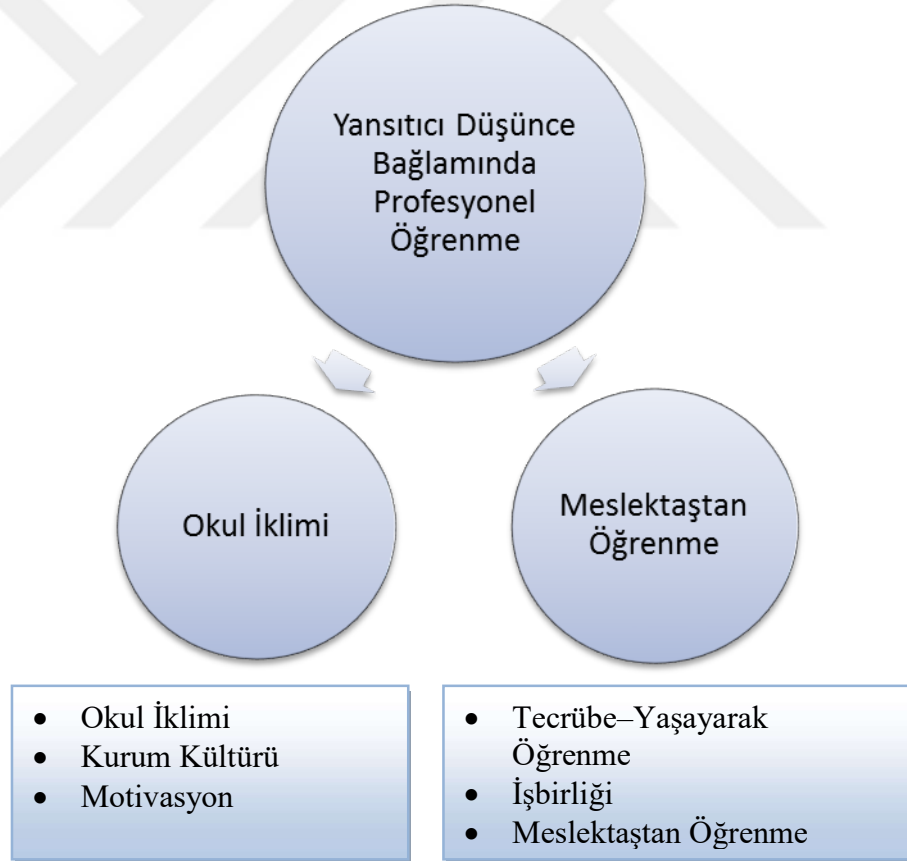 Yansıtıcı Düşünce
Bağlamında
Profesyonel
Öğrenme
Okul İklimi
Meslektaştan
Öğrenme
• Okul İklimi
• Kurum Kültürü
• Motivasyon
• Tecrübe–Yaşayarak
Öğrenme
• İşbirliği
• Meslektaştan Öğrenme